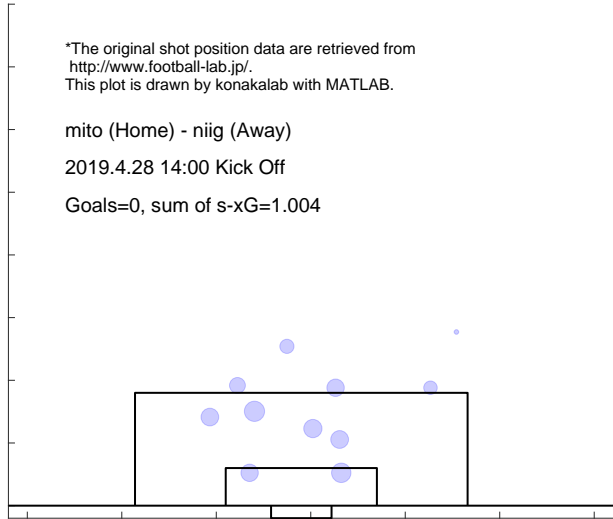 *The original shot position data are retrieved from
http://www.football-lab.jp/.
This plot is drawn by konakalab with MATLAB.
mito (Home) - niig (Away)
2019.4.28 14:00 Kick Off
Goals=0, sum of s-xG=1.004